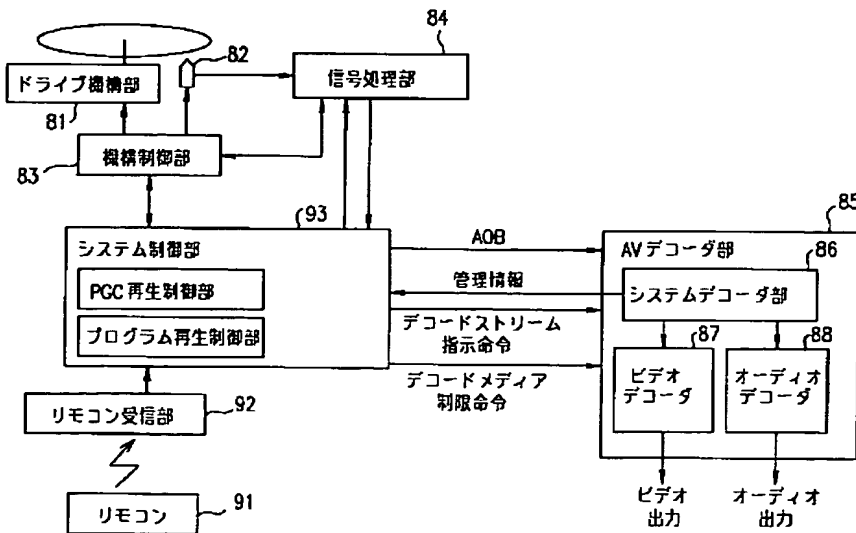 82
84
ドライブ機構部
信号処理部
81
機構制御部
83
93
85
システム制御部
AOB
AVデコーダ部
86
PGC再生制御部
管理情報
システムデコーダ部
プログラム再生制御部
デコードストリーム
指示命令
87
88
デコードメディア
制限命令
ビデオ
デコーダ
オーディオ
デコーダ
リモコン受信部
92
リモコン
91
ビデオ
出力
オーディオ
出力